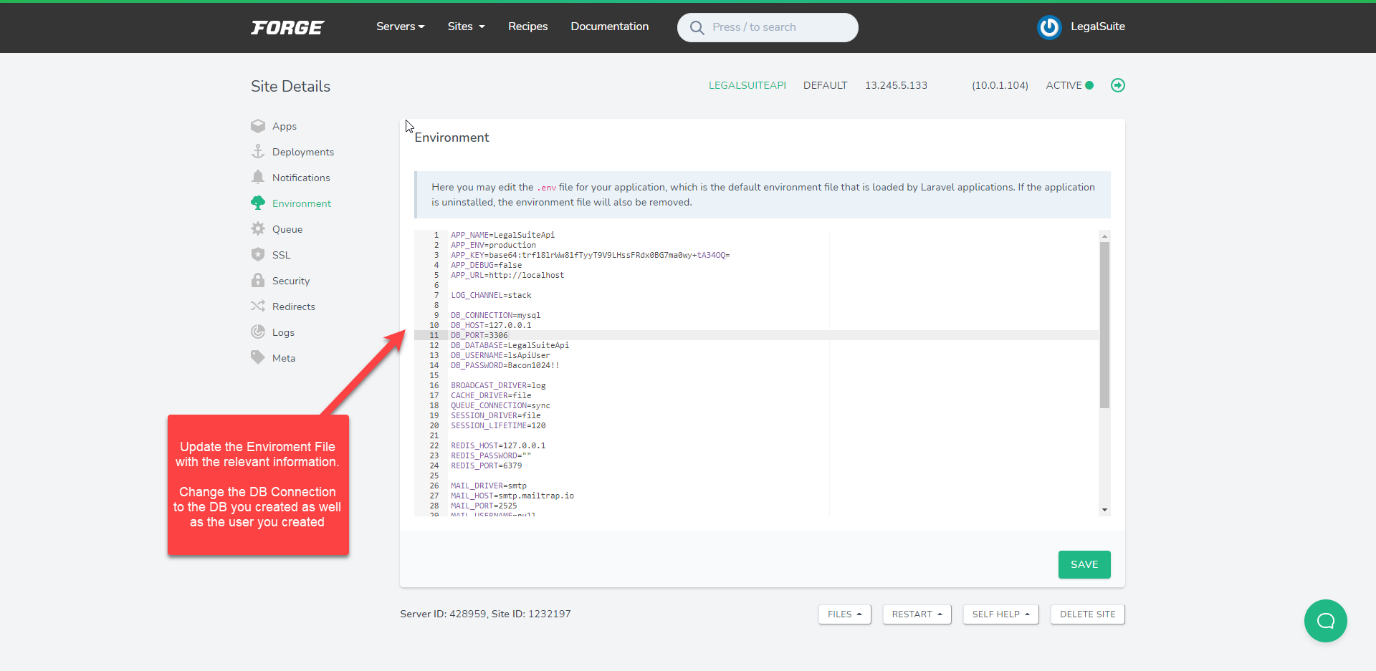 FORGE
Servers
Sites
Recipes
Documentation
Press / to search
LegalSuite
Site Details
LEGALSUITEAPI
DEFAULT
13.245.5.133
(10.0.1.104)
ACTIVE
Apps
Deployments
Notifications
Environment
Queue
SSL
Security
Redirects
Logs
Meta
Environment
Here you may edit the .env file for your application, which is the default environment file that is loaded by Laravel applications. If the application
is uninstalled, the environment file will also be removed.
1 APP_NAME=LegalSuiteApi
2 APP_ENV=production
3 APP_KEY=base64:trfl8lrWw81fTyyT9V9LHssFRdx0BG7ma0wy+tA34OQ=
4 APP_DEBUG=false
5 APP_URL=http://localhost
6
7 LOG_CHANNEL=stack
8
9 DB_CONNECTION=mysql
10 DB_HOST=127.0.0.1
11 DB_PORT=3306
12 DB_DATABASE=LegalSuiteApi
13 DB_USERNAME=lsApiUser
14 DB_PASSWORD=Bacon1024!!
15
16 BROADCAST_DRIVER=log
17 CACHE_DRIVER=file
18 QUEUE_CONNECTION=sync
19 SESSION_DRIVER=file
20 SESSION_LIFETIME=120
21
22 REDIS_HOST=127.0.0.1
23 REDIS_PASSWORD=""
24 REDIS_PORT=6379
25
26 MAIL_DRIVER=smtp
27 MAIL_HOST=smtp.mailtrap.io
28 MAIL_PORT=2525
29 MAIL_USERNAME=null
Update the Enviroment File
with the relevant information.
Change the DB Connection
to the DB you created as well
as the user you created
SAVE
Server ID: 428959, Site ID: 1232197
FILES
RESTART
SELF HELP
DELETE SITE